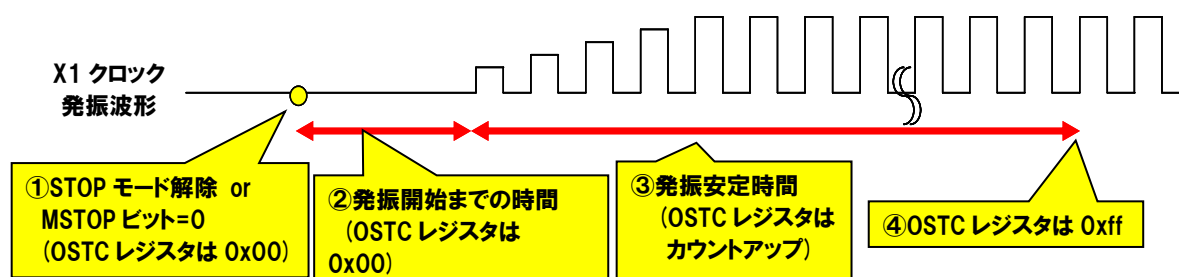 X1 クロック
発振波形
①STOP モード解除 or
MSTOP ビット=0
(OSTC レジスタは 0x00)
②発振開始までの時間
(OSTC レジスタは
0x00)
③発振安定時間
(OSTC レジスタは
カウントアップ)
④OSTC レジスタは 0xff